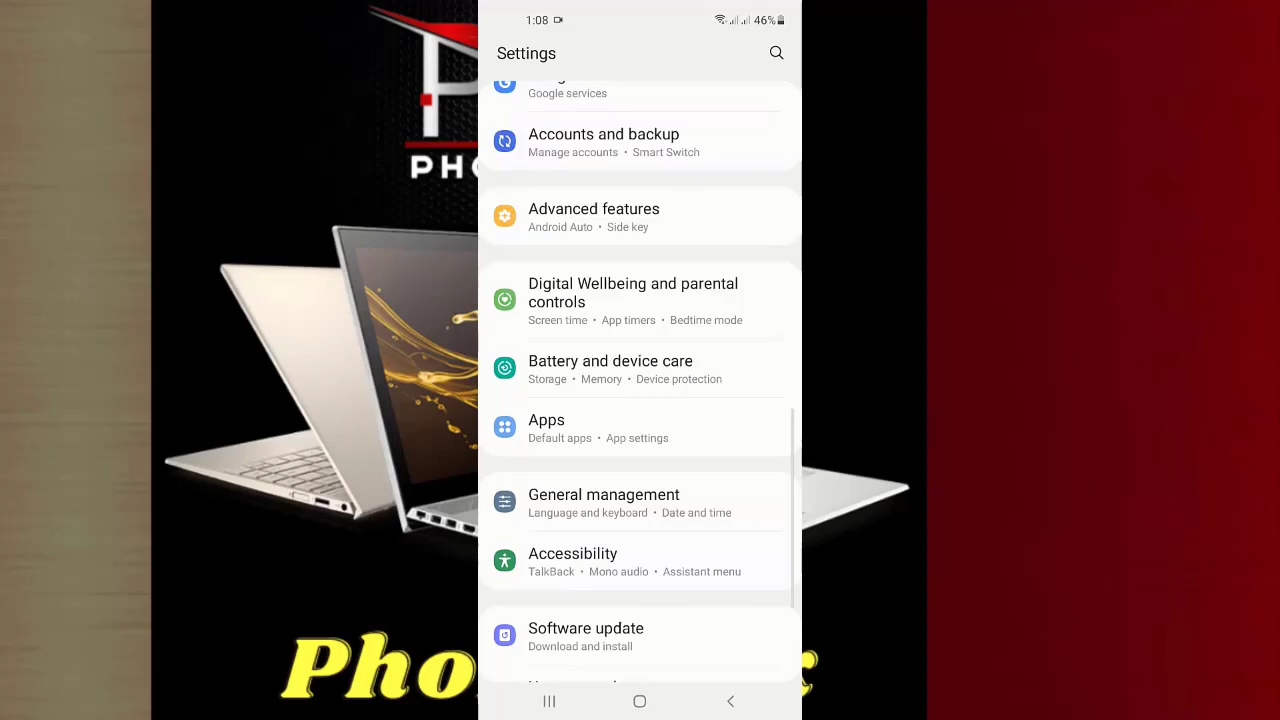 1:08
46%
Settings
Google services
Accounts and backup
Manage accounts • Smart Switch
Advanced features
Android Auto • Side key
Digital Wellbeing and parental
controls
Screen time • App timers • Bedtime mode
Battery and device care
Storage • Memory • Device protection
Apps
Default apps • App settings
General management
Language and keyboard • Date and time
Accessibility
TalkBack • Mono audio • Assistant menu
Software update
Download and install